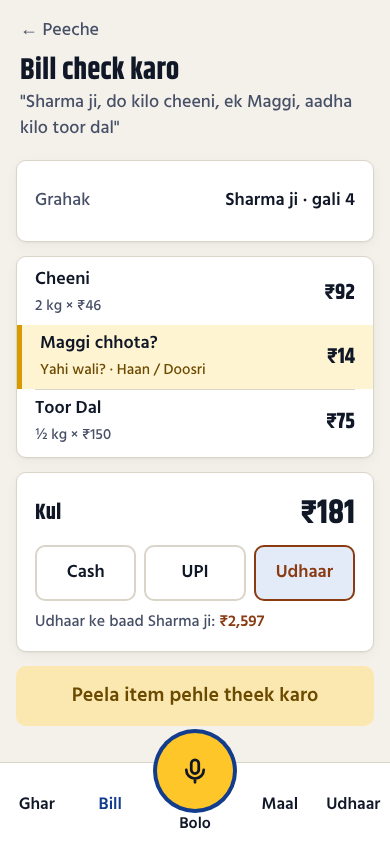 ← Peeche
Bill check karo
"Sharma ji, do kilo cheeni, ek Maggi, aadha
kilo toor dal"
Grahak Sharma ji · gali 4
Cheeni ₹92
2 kg × ₹46
Maggi chhota? ₹14
Yahi wali? · Haan / Doosri
Toor Dal ₹75
½ kg × ₹150
Kul ₹181
Cash UPI Udhaar
Udhaar ke baad Sharma ji: ₹2,597
Peela item pehle theek karo
Ghar Bill Bolo Maal Udhaar